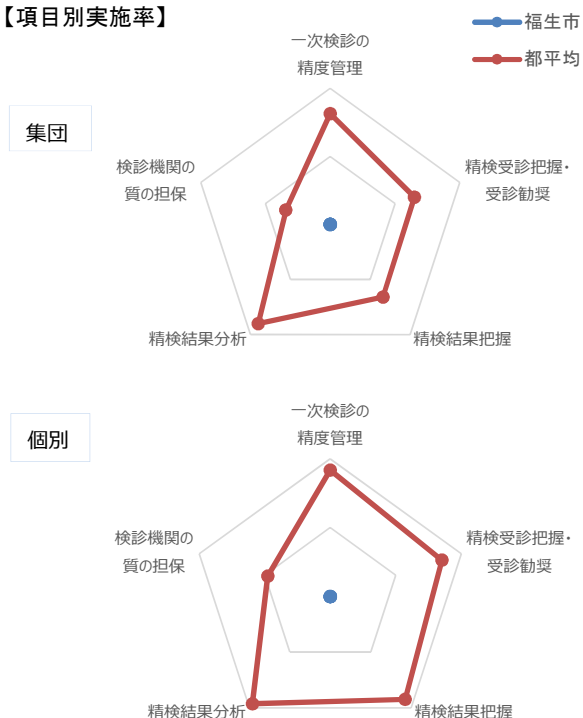 【項目別実施率】
福生市
都平均
集団
一次検診の
精度管理
検診機関の
質の担保
精検受診把握・
受診勧奨
精検結果分析
精検結果把握
個別
一次検診の
精度管理
検診機関の
質の担保
精検受診把握・
受診勧奨
精検結果分析
精検結果把握